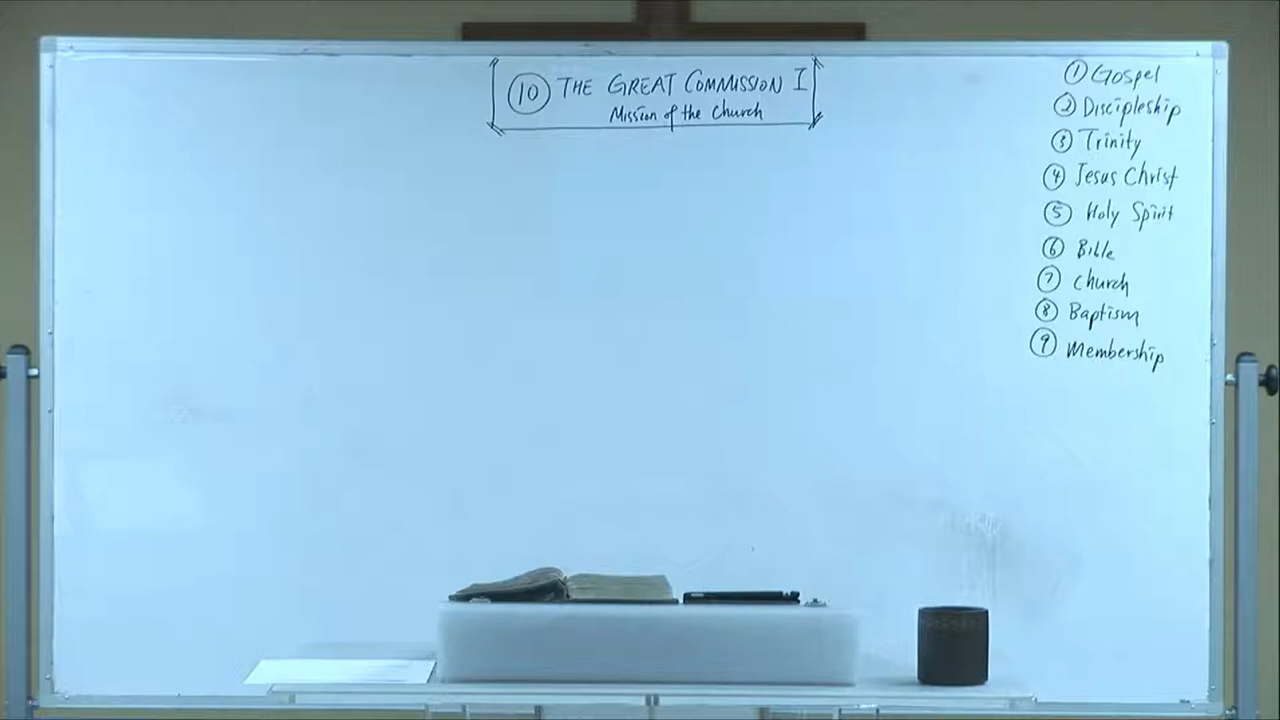 ⑩ THE GREAT COMMISSION I
Mission of the Church
① Gospel
② Discipleship
③ Trinity
④ Jesus Christ
⑤ Holy Spirit
⑥ Bible
⑦ Church
⑧ Baptism
⑨ Membership